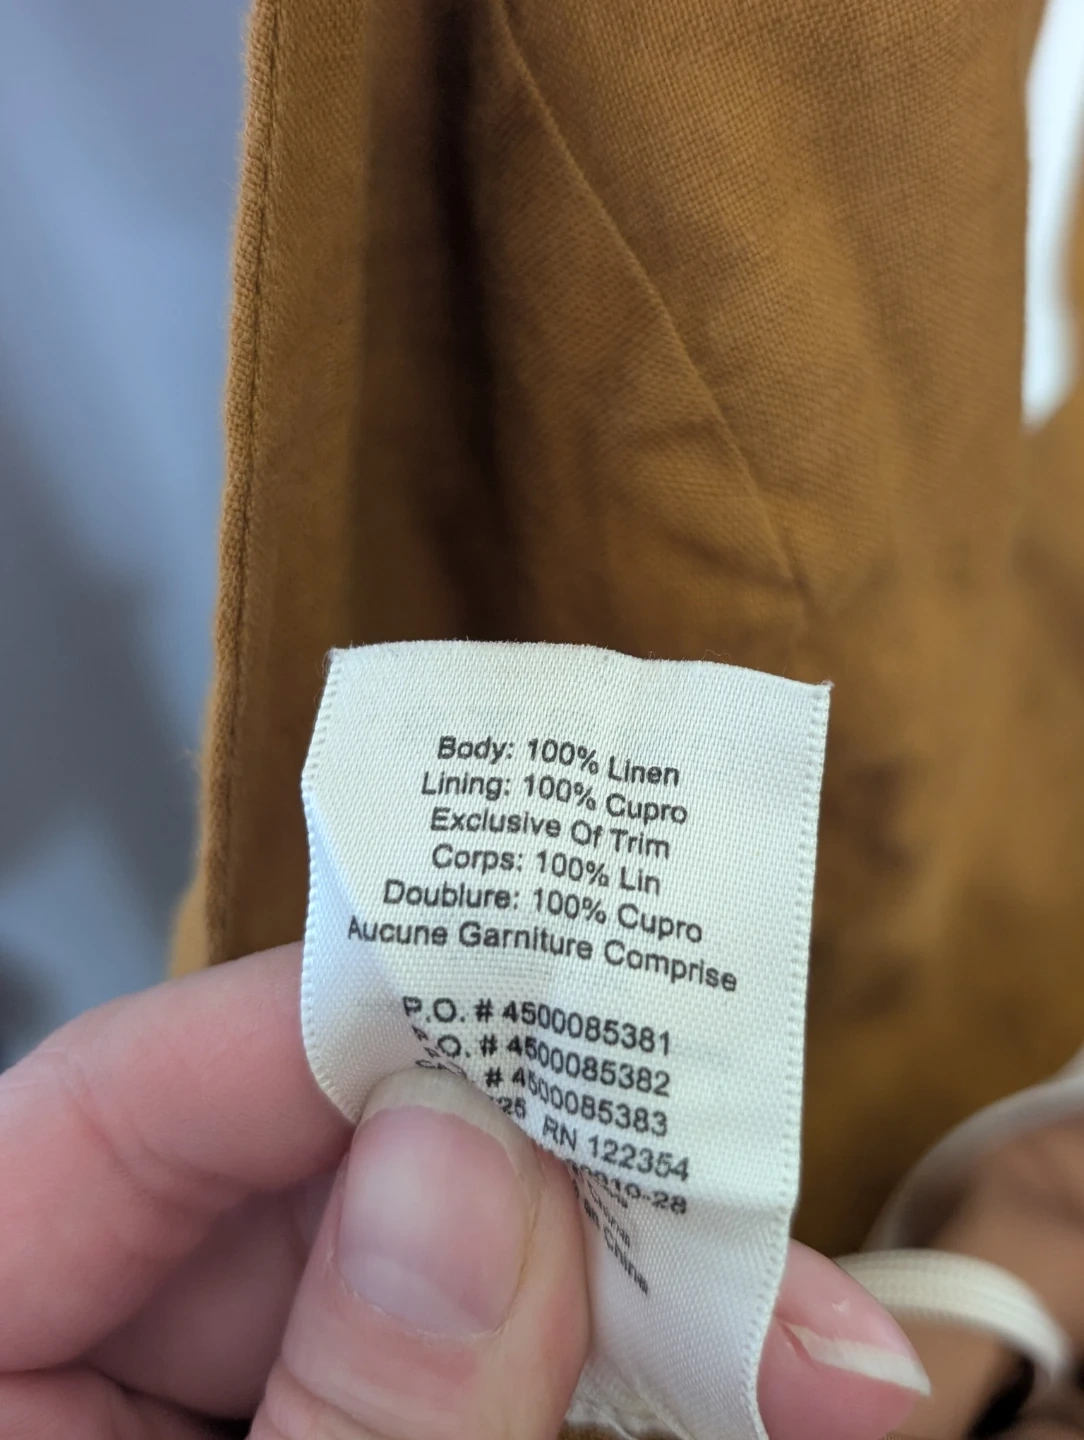 Body: 100% Linen
Lining: 100% Cupro
Exclusive Of Trim
Corps: 100% Lin
Doublure: 100% Cupro
Aucune Garniture Comprise
P.O. # 4500085381
P.O. # 4500085382
# 4500085383
RN 122354